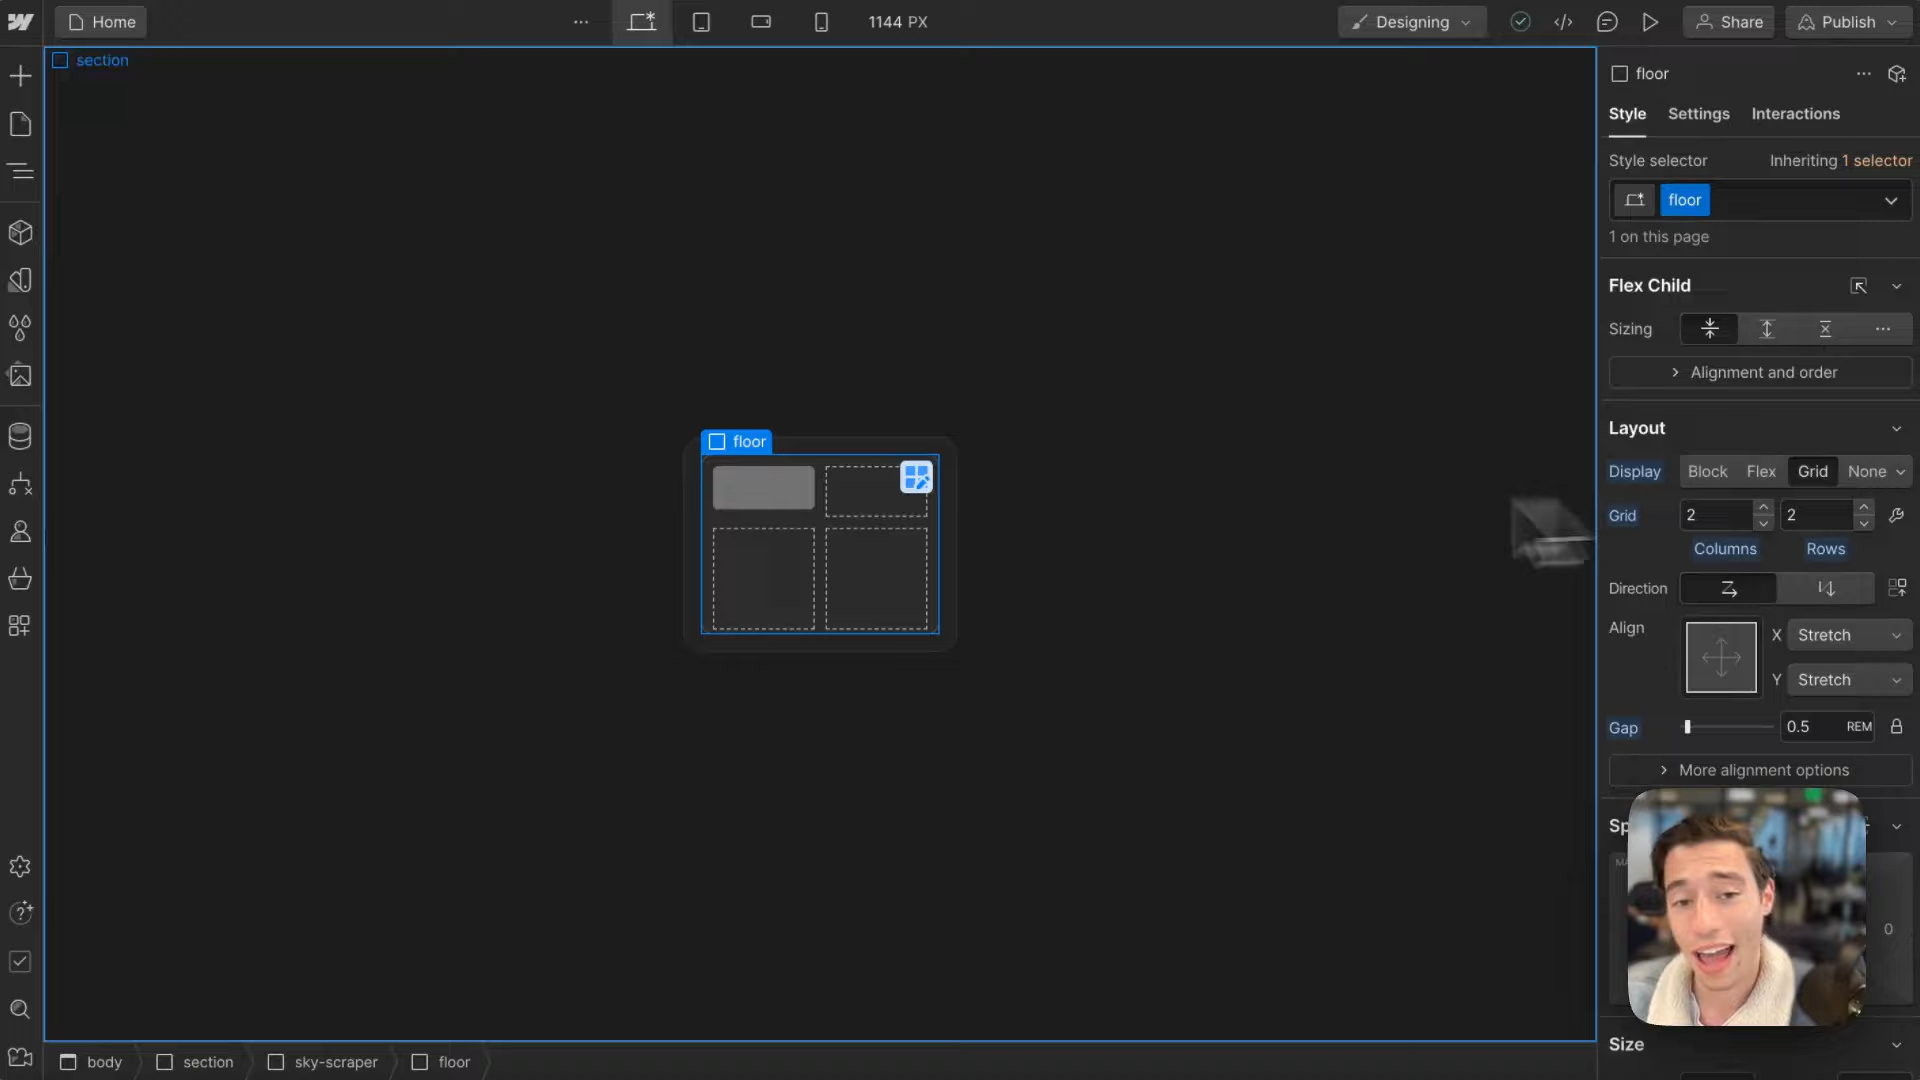 Home
1144 PX
Designing
Share
Publish
section
floor
Style Settings Interactions
Style selector Inheriting 1 selector
floor
1 on this page
Flex Child
Sizing
Alignment and order
Layout
Display Block Flex Grid None
Grid 2 2
Columns Rows
Direction
Align X Stretch
Y Stretch
Gap 0.5 REM
More alignment options
floor
Sp
0
Size
body section sky-scraper floor